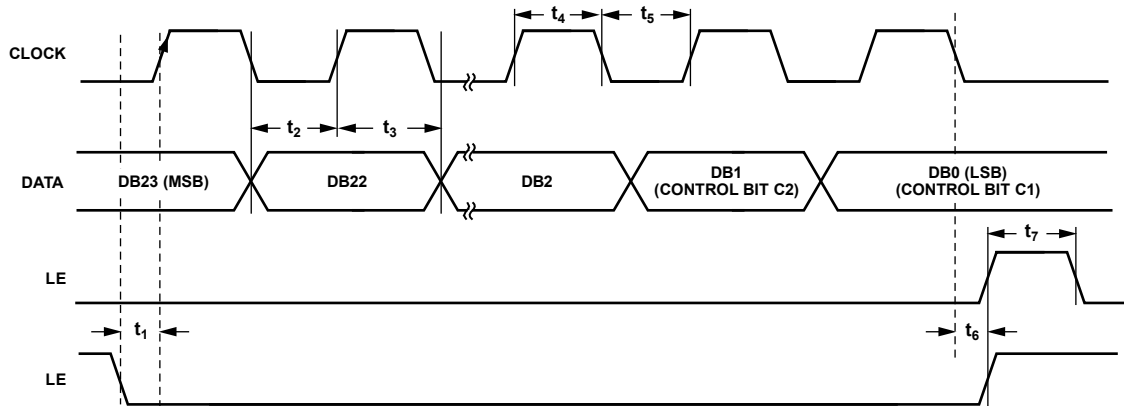 t4
t5
CLOCK
t2
t3
DATA
DB23 (MSB)
DB22
DB2
DB1
(CONTROL BIT C2)
DB0 (LSB)
(CONTROL BIT C1)
t7
LE
t1
t6
LE